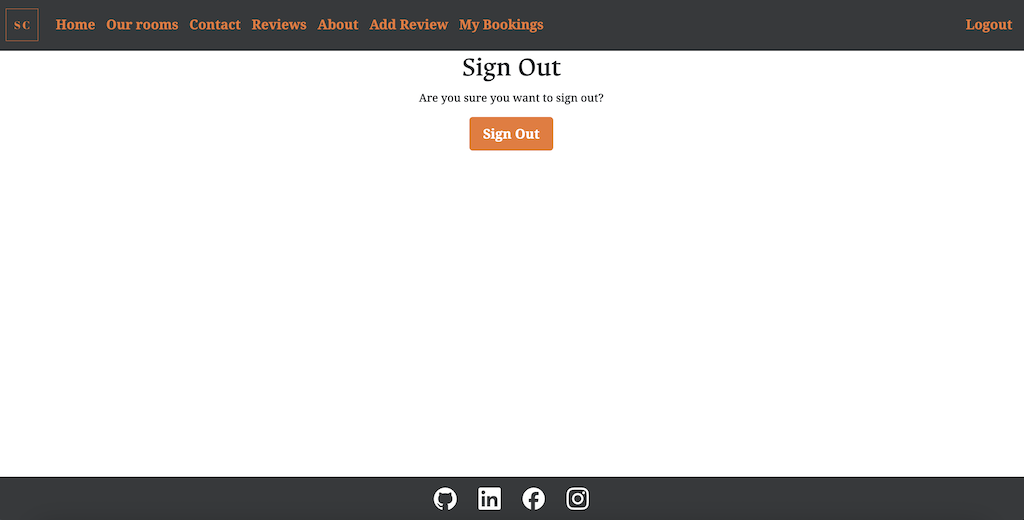 SC Home Our rooms Contact Reviews About Add Review My Bookings Logout
Sign Out
Are you sure you want to sign out?
Sign Out
in